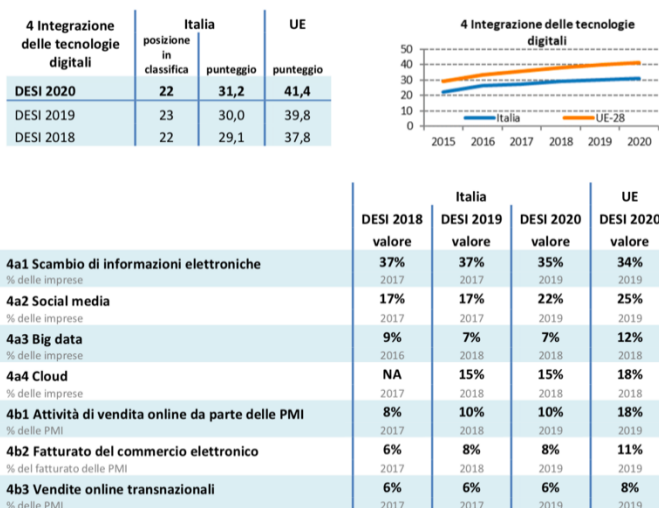 4 Integrazione delle tecnologie digitali
Italia
UE
posizione in classifica
punteggio
punteggio
DESI 2020 22 31,2 41,4
DESI 2019 23 30,0 39,8
DESI 2018 22 29,1 37,8
4 Integrazione delle tecnologie
digitali
50
40
30
20
10
0
Italia UE-28
2015 2016 2017 2018 2019 2020
Italia UE
DESI 2018 DESI 2019 DESI 2020 DESI 2020
valore valore valore valore
4a1 Scambio di informazioni elettroniche 37% 37% 35% 34%
% delle imprese 2017 2017 2019 2019
4a2 Social media 17% 17% 22% 25%
% delle imprese 2017 2017 2019 2019
4a3 Big data 9% 7% 7% 12%
% delle imprese 2016 2018 2018 2018
4a4 Cloud NA 15% 15% 18%
% delle imprese 2017 2018 2018 2018
4b1 Attività di vendita online da parte delle PMI 8% 10% 10% 18%
% delle PMI 2017 2018 2019 2019
4b2 Fatturato del commercio elettronico 6% 8% 8% 11%
% del fatturato delle PMI 2017 2018 2019 2019
4b3 Vendite online transnazionali 6% 6% 6% 8%
% delle PMI 2017 2017 2019 2019